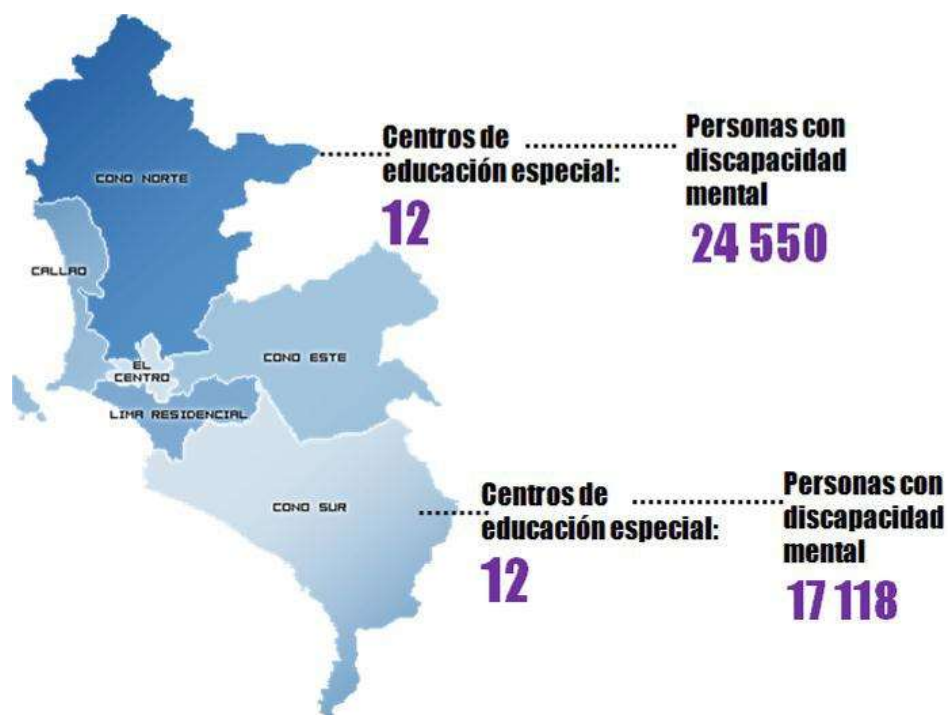 CONO NORTE
Centros de
educación especial:
12
Personas con
discapacidad
mental
24 550
CALLAO
CONO ESTE
EL
CENTRO
LIMA RESIDENCIAL
CONO SUR
Centros de
educación especial:
12
Personas con
discapacidad
mental
17 118